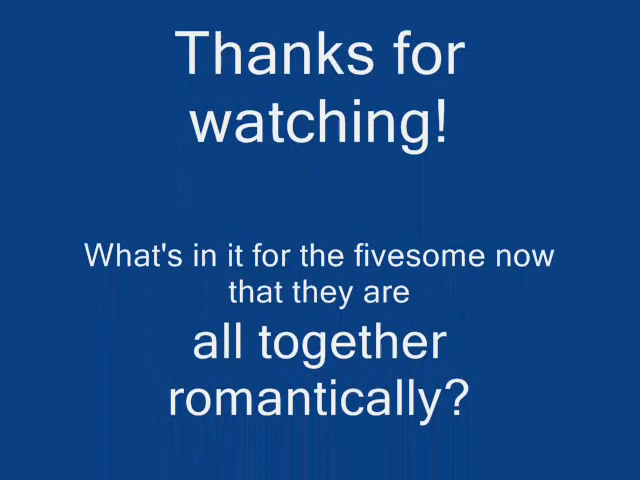 Thanks for
watching!
What's in it for the fivesome now
that they are
all together
romantically?